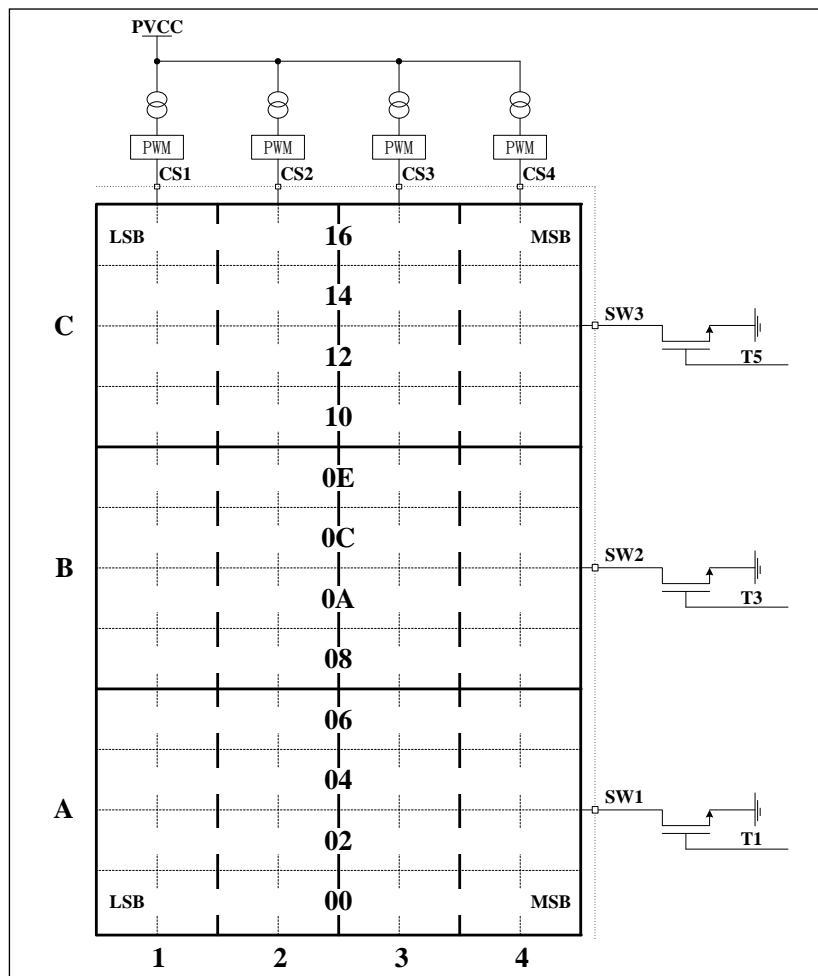 PVCC
PWM PWM PWM PWM
CS1 CS2 CS3 CS4
LSB 16 MSB
14
C SW3
12 T5
10
0E
0C
B SW2
0A T3
08
06
04
A SW1
02 T1
LSB 00 MSB
1 2 3 4